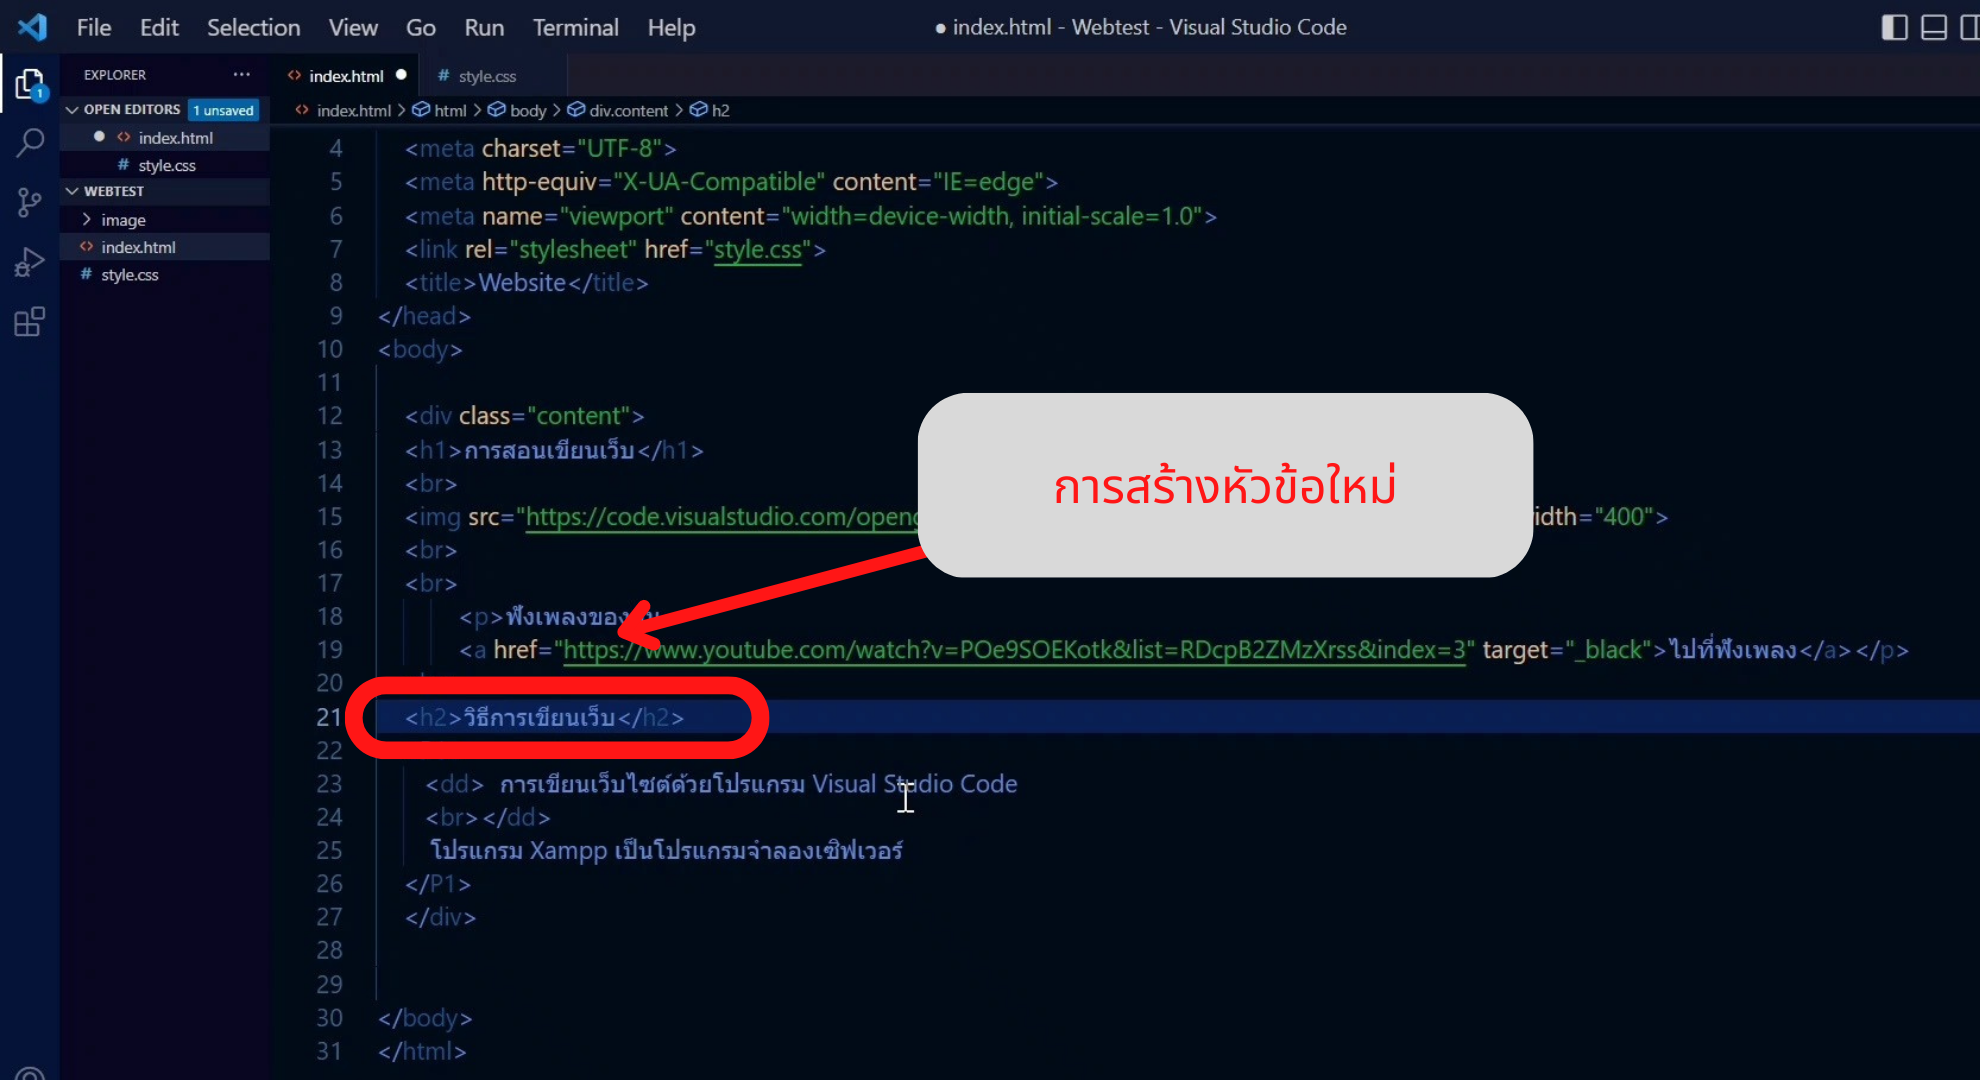 File Edit Selection View Go Run Terminal Help
● index.html - Webtest - Visual Studio Code
EXPLORER ···
OPEN EDITORS 1 unsaved
● <> index.html
# style.css
WEBTEST
> image
<> index.html
# style.css
1
<> index.html ● # style.css
<> index.html > html > body > div.content > h2
4 <meta charset="UTF-8">
5 <meta http-equiv="X-UA-Compatible" content="IE=edge">
6 <meta name="viewport" content="width=device-width, initial-scale=1.0">
7 <link rel="stylesheet" href="style.css">
8 <title>Website</title>
9 </head>
10 <body>
11
12 <div class="content">
13 <h1>การสอนเขียนเว็บ</h1>
14 <br>
15 <img src="https://code.visualstudio.com/openg idth="400">
16 <br>
17 <br>
18 <p>ฟังเพลงของ
19 <a href="https://www.youtube.com/watch?v=POe9SOEKotk&list=RDcpB2ZMzXrss&index=3" target="_black">ไปที่ฟังเพลง</a></p>
20
21 <h2>วิธีการเขียนเว็บ</h2>
22
23 <dd> การเขียนเว็บไซต์ด้วยโปรแกรม Visual Studio Code
24 <br></dd>
25 โปรแกรม Xampp เป็นโปรแกรมจำลองเซิฟเวอร์
26 </P1>
27 </div>
28
29
30 </body>
31 </html>
การสร้างหัวข้อใหม่